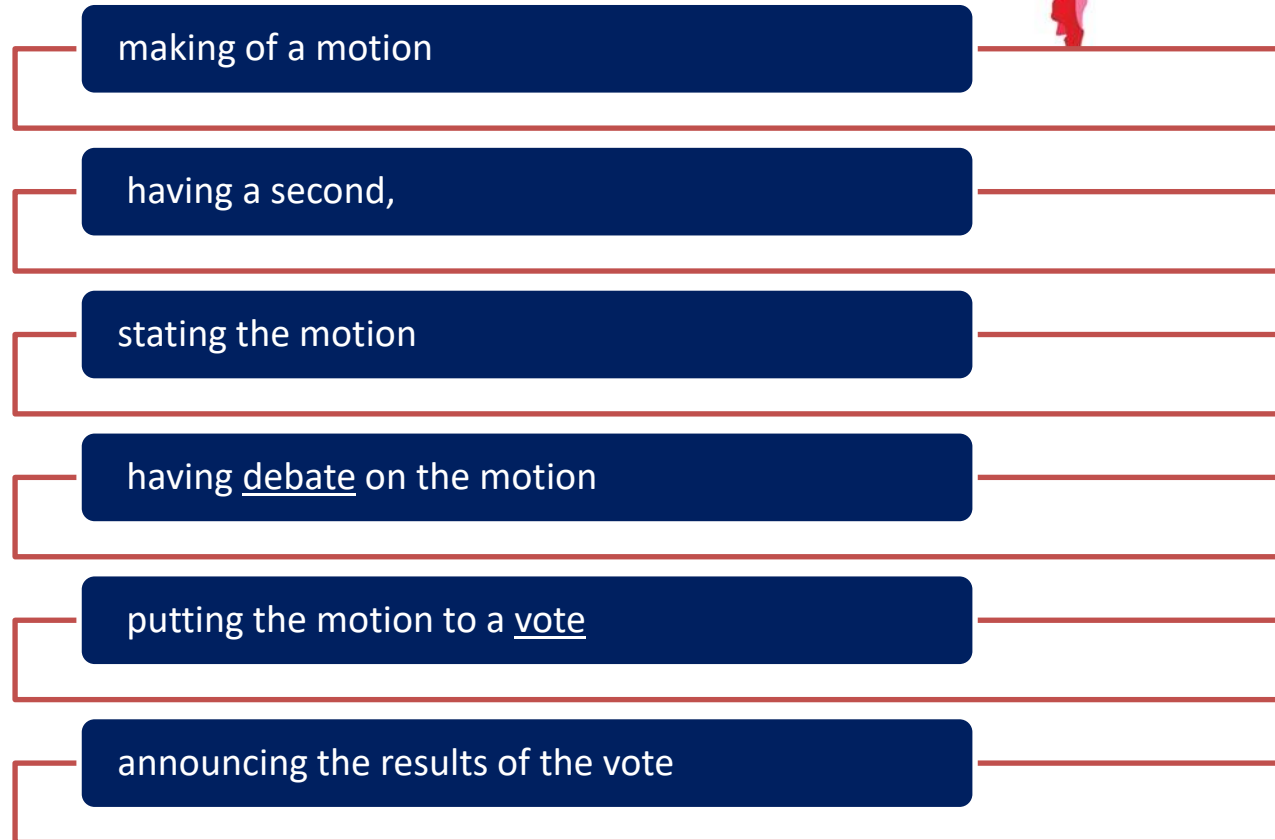 making of a motion
having a second,
stating the motion
having debate on the motion
putting the motion to a vote
announcing the results of the vote